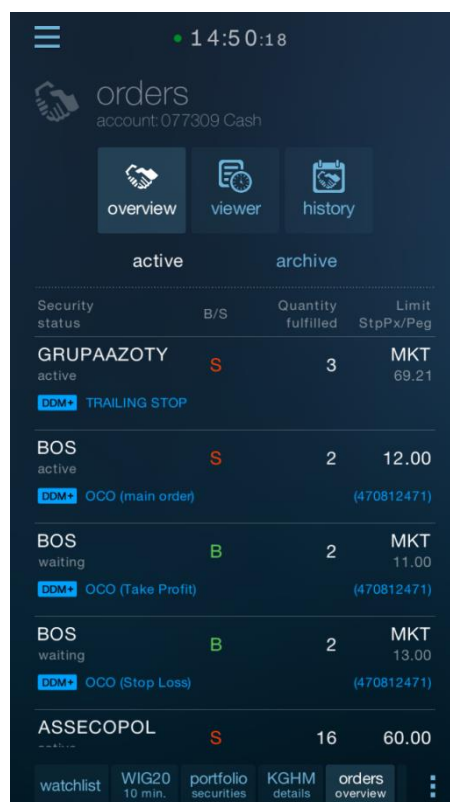 14:50:18
orders
account: 077309 Cash
overview viewer history
active archive
Security B/S Quantity Limit
status fulfilled StpPx/Peg
GRUPAAZOTY S 3 MKT
active 69.21
DDM+ TRAILING STOP
BOS S 2 12.00
active
DDM+ OCO (main order) (470812471)
BOS B 2 MKT
waiting 11.00
DDM+ OCO (Take Profit) (470812471)
BOS B 2 MKT
waiting 13.00
DDM+ OCO (Stop Loss) (470812471)
ASSECOPOL S 16 60.00
watchlist WIG20 portfolio KGHM orders
10 min. securities details overview